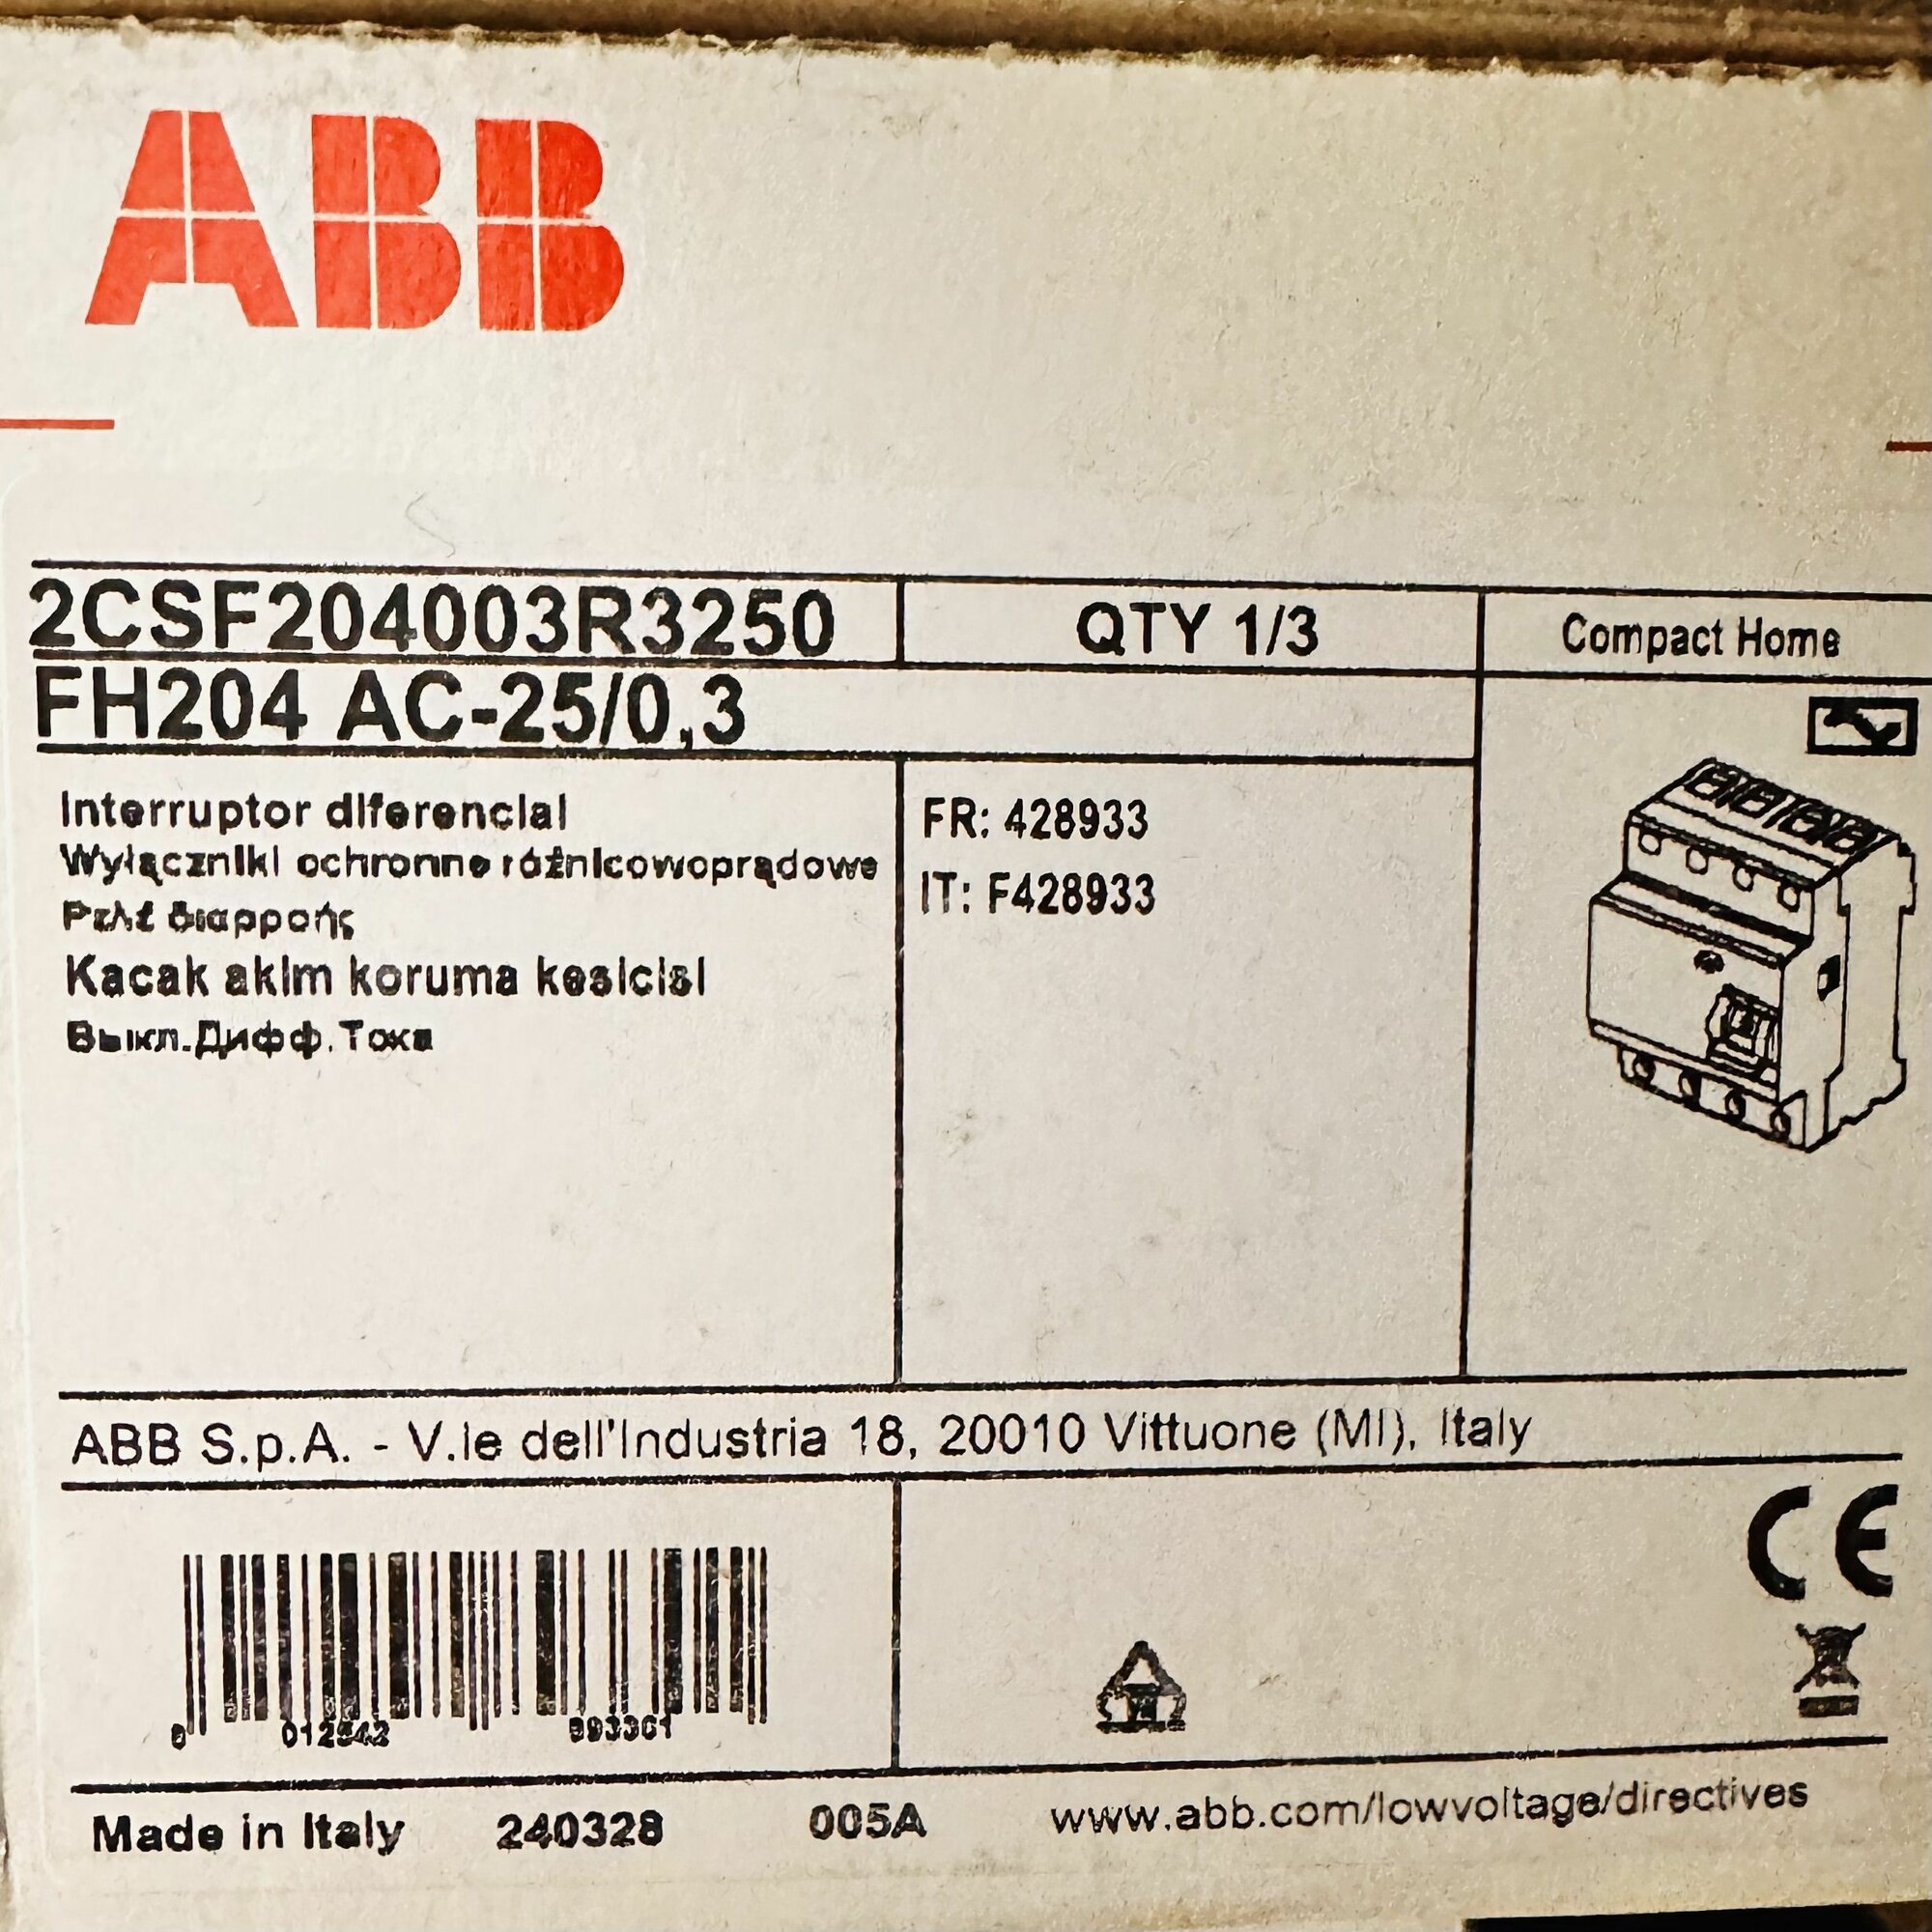 ABB
2CSF204003R3250
QTY 1/3
Compact Home
FH204 AC-25/0,3
Interruptor diferencial
Wyłączniki ochronne różnicowoprądowe
Ρελέ διαρροής
Kacak akim koruma kesicisi
Выкл.Дифф.Тока
FR: 428933
IT: F428933
ABB S.p.A. - V.le dell'Industria 18, 20010 Vittuone (MI), Italy
CE
Made in Italy 240328 005A www.abb.com/lowvoltage/directives